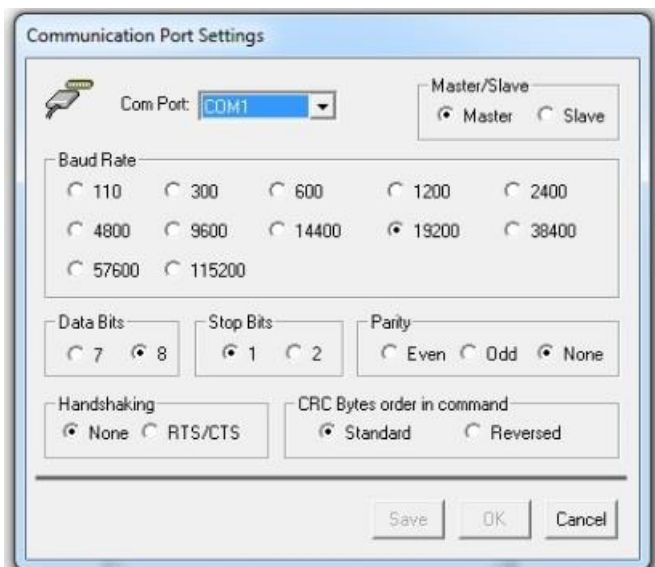 Communication Port Settings
Master/Slave
Com Port: COM1
Master Slave
Baud Rate
110 300 600 1200 2400
4800 9600 14400 19200 38400
57600 115200
Data Bits Stop Bits Parity
7 8 1 2 Even Odd None
Handshaking CRC Bytes order in command
None RTS/CTS Standard Reversed
Save OK Cancel